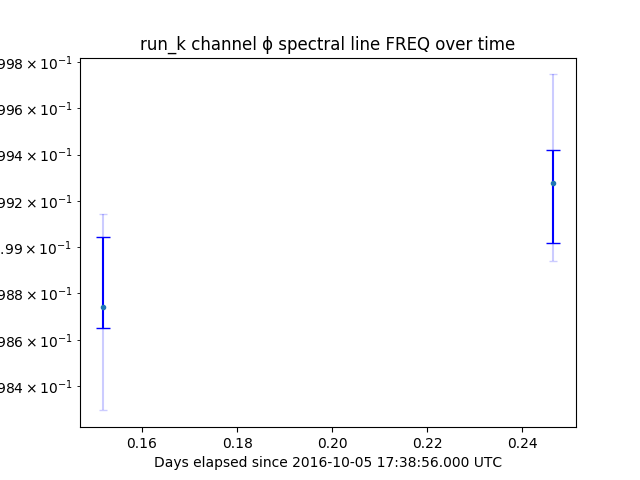 run_k channel ϕ spectral line FREQ over time
998 × 10⁻¹
996 × 10⁻¹
994 × 10⁻¹
992 × 10⁻¹
.99 × 10⁻¹
988 × 10⁻¹
986 × 10⁻¹
984 × 10⁻¹
0.16 0.18 0.20 0.22 0.24
Days elapsed since 2016-10-05 17:38:56.000 UTC